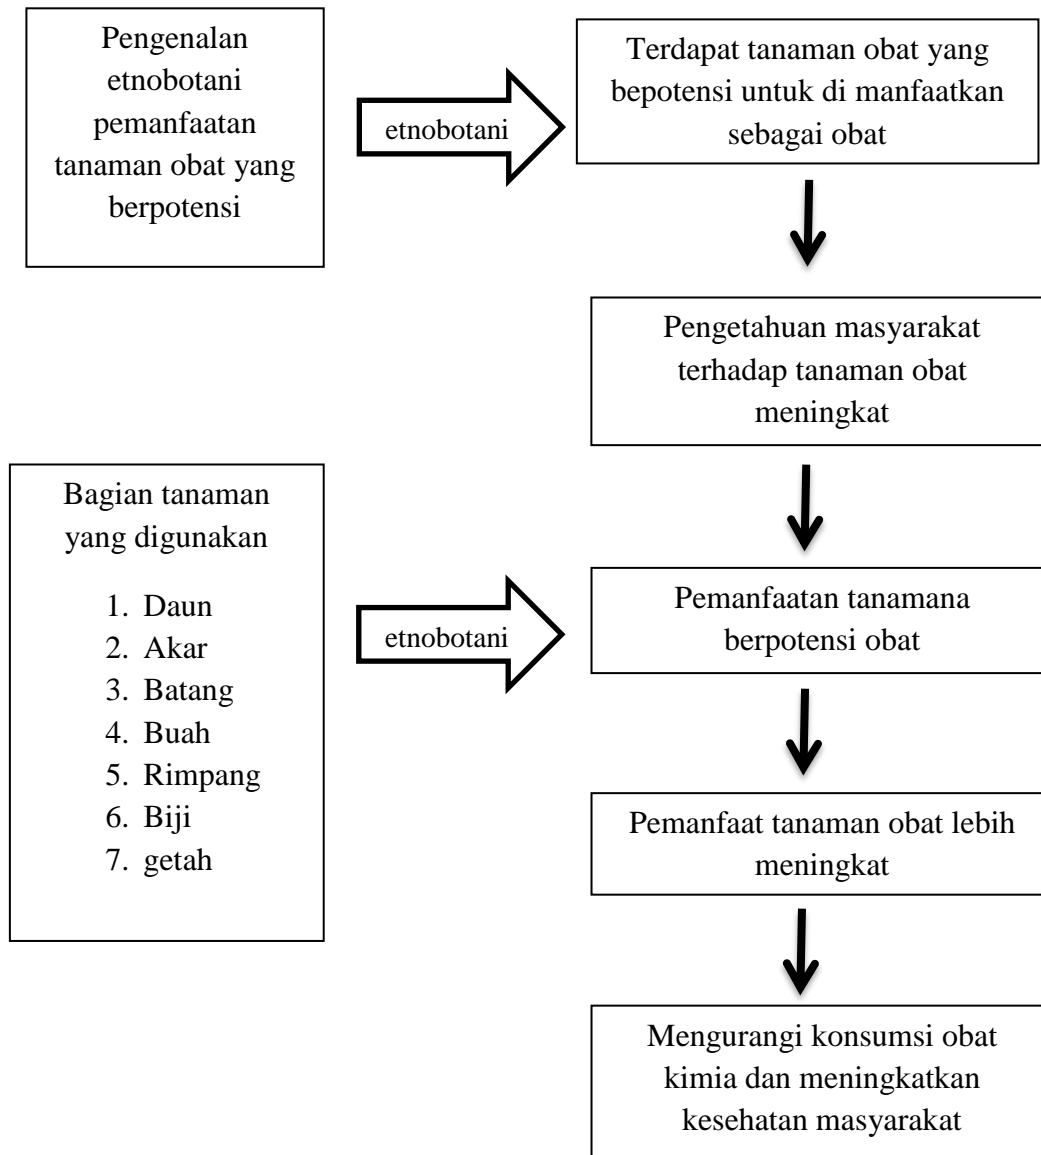 Pengenalan
etnobotani
pemanfaatan
tanaman obat yang
berpotensi
etnobotani
Terdapat tanaman obat yang
bepotensi untuk di manfaatkan
sebagai obat
Pengetahuan masyarakat
terhadap tanaman obat
meningkat
Bagian tanaman
yang digunakan
1. Daun
2. Akar
3. Batang
4. Buah
5. Rimpang
6. Biji
7. getah
etnobotani
Pemanfaatan tanamana
berpotensi obat
Pemanfaat tanaman obat lebih
meningkat
Mengurangi konsumsi obat
kimia dan meningkatkan
kesehatan masyarakat